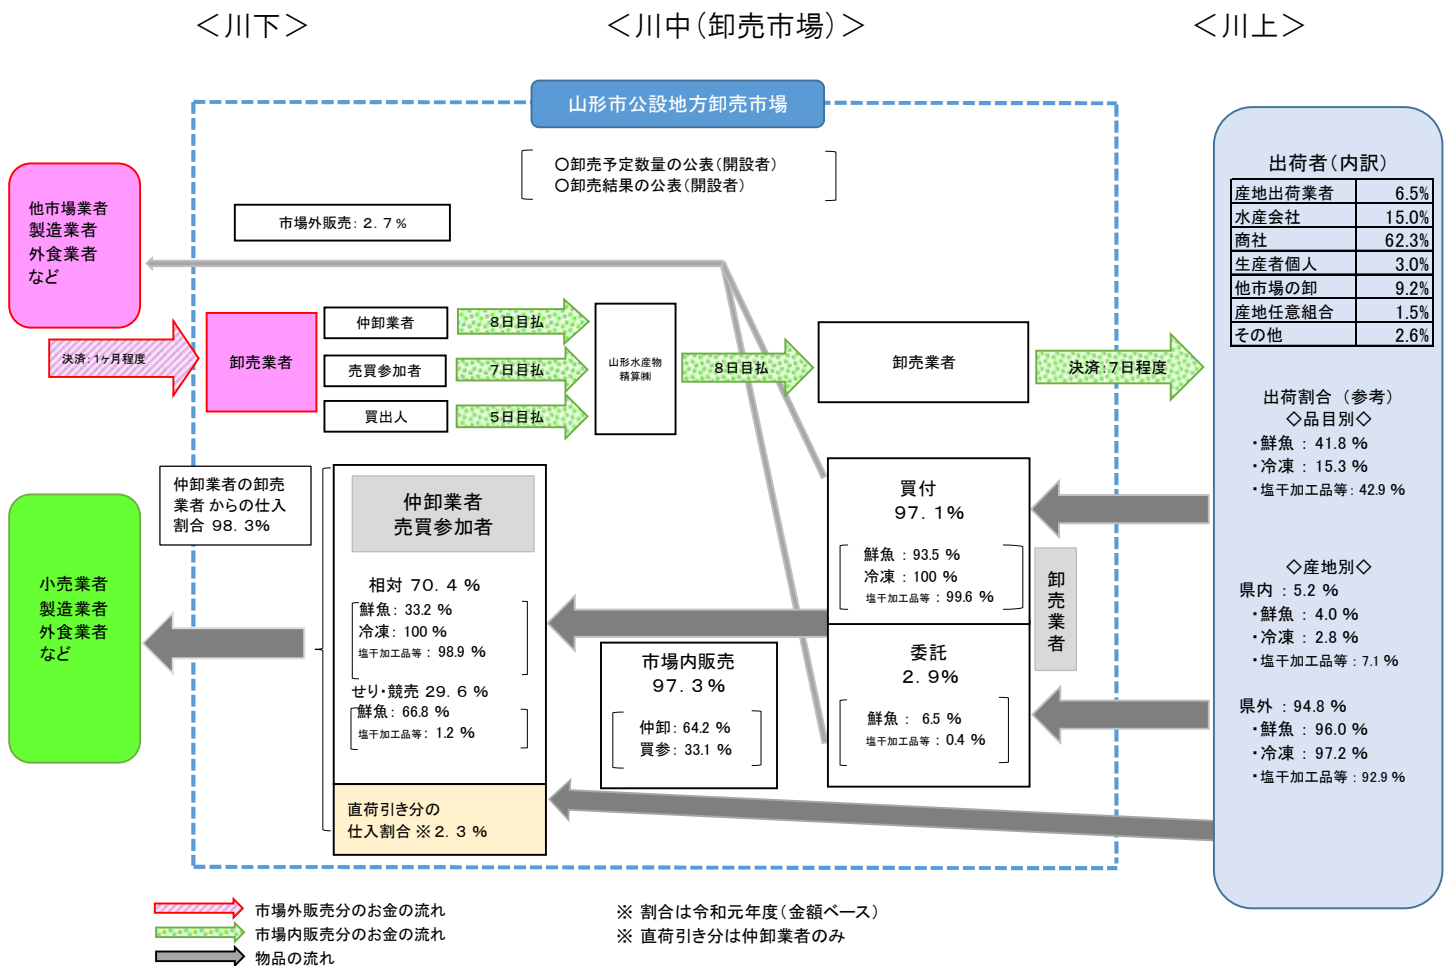 ＜川下＞
＜川中（卸売市場）＞
＜川上＞
山形市公設地方卸売市場
○卸売予定数量の公表（開設者）
○卸売結果の公表（開設者）
他市場業者
製造業者
外食業者
など
市場外販売：２．７％
決済：1ヶ月程度
卸売業者
仲卸業者
売買参加者
買出人
8日目払
7日目払
5日目払
山形水産物
精算㈱
8日目払
卸売業者
決済：7日程度
出荷者（内訳）
産地出荷業者 6.5%
水産会社 15.0%
商社 62.3%
生産者個人 3.0%
他市場の卸 9.2%
産地任意組合 1.5%
その他 2.6%
出荷割合（参考）
◇品目別◇
・鮮魚：41.8 %
・冷凍：15.3 %
・塩干加工品等：42.9 %
◇産地別◇
県内：5.2 %
・鮮魚：4.0 %
・冷凍：2.8 %
・塩干加工品等：7.1 %
県外：94.8 %
・鮮魚：96.0 %
・冷凍：97.2 %
・塩干加工品等：92.9 %
仲卸業者の卸売
業者からの仕入
割合 98.3%
小売業者
製造業者
外食業者
など
仲卸業者
売買参加者
相対 70.4 %
鮮魚：33.2 %
冷凍：100 %
塩干加工品等：98.9 %
せり・競売 29.6 %
鮮魚：66.8 %
塩干加工品等：1.2 %
直荷引き分の
仕入割合 ※２．３ %
市場内販売
97.3%
仲卸：64.2 %
買参：33.1 %
買付
97.1%
鮮魚：93.5 %
冷凍：100 %
塩干加工品等：99.6 %
卸売業者
委託
2.9%
鮮魚：6.5 %
塩干加工品等：0.4 %
市場外販売分のお金の流れ
市場内販売分のお金の流れ
物品の流れ
※ 割合は令和元年度（金額ベース）
※ 直荷引き分は仲卸業者のみ